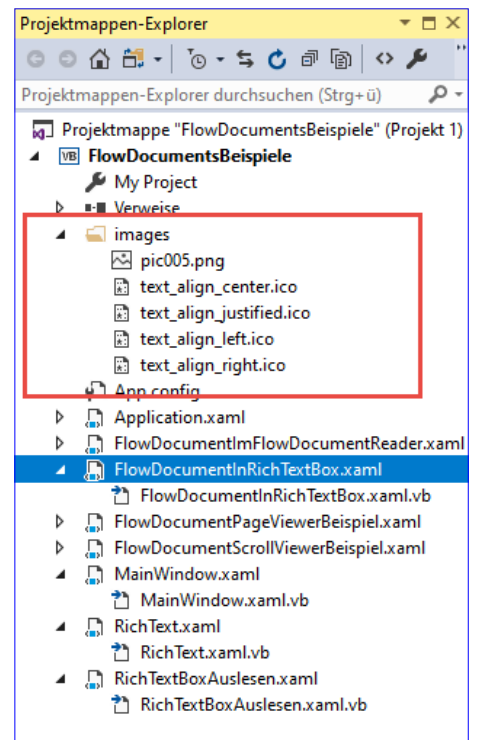 Projektmappen-Explorer
Projektmappen-Explorer durchsuchen (Strg+ü)
Projektmappe "FlowDocumentsBeispiele" (Projekt 1)
VB FlowDocumentsBeispiele
My Project
Verweise
images
pic005.png
text_align_center.ico
text_align_justified.ico
text_align_left.ico
text_align_right.ico
App.config
Application.xaml
FlowDocumentImFlowDocumentReader.xaml
FlowDocumentInRichTextBox.xaml
FlowDocumentInRichTextBox.xaml.vb
FlowDocumentPageViewerBeispiel.xaml
FlowDocumentScrollViewerBeispiel.xaml
MainWindow.xaml
MainWindow.xaml.vb
RichText.xaml
RichText.xaml.vb
RichTextBoxAuslesen.xaml
RichTextBoxAuslesen.xaml.vb